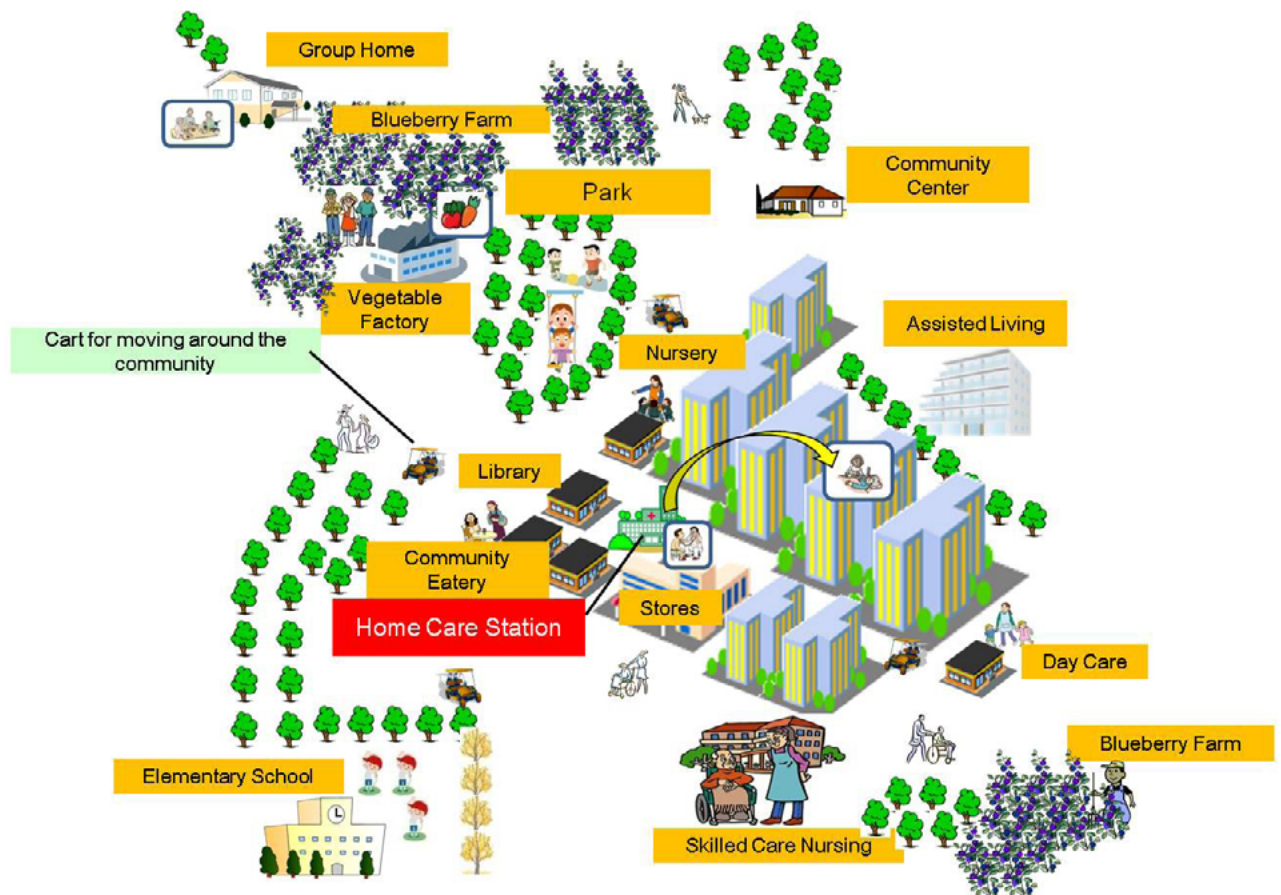 Group Home
Blueberry Farm
Park
Community
Center
Vegetable
Factory
Cart for moving around the
community
Nursery
Assisted Living
Library
Community
Eatery
Home Care Station
Stores
Day Care
Elementary School
Blueberry Farm
Skilled Care Nursing